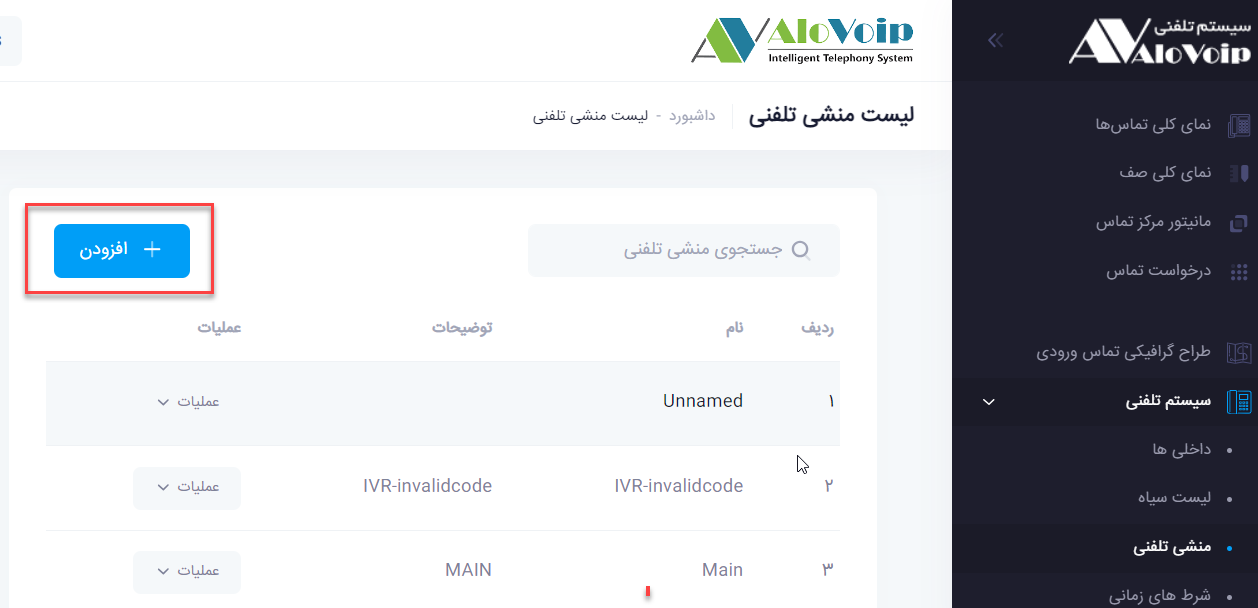 سیستم تلفنی
AloVoip
نمای کلی تماس‌ها
نمای کلی صف
مانیتور مرکز تماس
درخواست تماس
طراح گرافیکی تماس ورودی
سیستم تلفنی
داخلی ها
لیست سیاه
منشی تلفنی
شرط های زمانی
AloVoip
Intelligent Telephony System
لیست منشی تلفنی
داشبورد - لیست منشی تلفنی
جستجوی منشی تلفنی
افزودن
ردیف نام توضیحات عملیات
۱ Unnamed عملیات
۲ IVR-invalidcode IVR-invalidcode عملیات
۳ Main MAIN عملیات